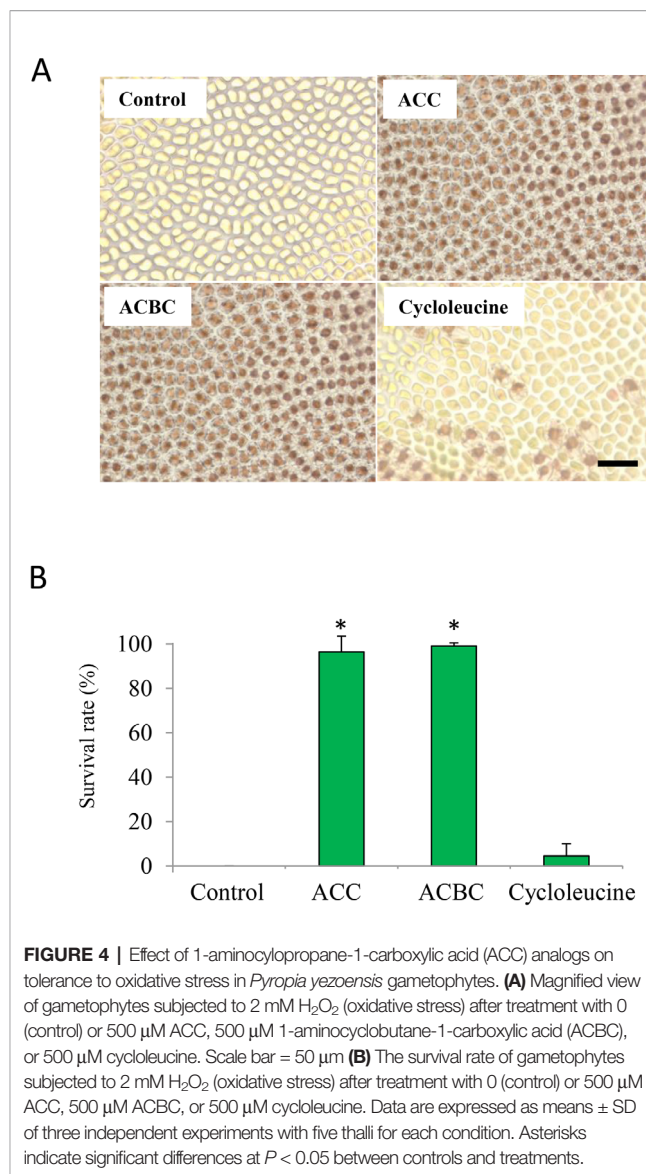 A
Control
ACC
ACBC
Cycloleucine
B
Survival rate (%)
100
80
60
40
20
0
*
*
Control
ACC
ACBC
Cycloleucine
FIGURE 4 | Effect of 1-aminocylopropane-1-carboxylic acid (ACC) analogs on
tolerance to oxidative stress in Pyropia yezoensis gametophytes. (A) Magnified view
of gametophytes subjected to 2 mM H₂O₂ (oxidative stress) after treatment with 0
(control) or 500 μM ACC, 500 μM 1-aminocyclobutane-1-carboxylic acid (ACBC),
or 500 μM cycloleucine. Scale bar = 50 μm (B) The survival rate of gametophytes
subjected to 2 mM H₂O₂ (oxidative stress) after treatment with 0 (control) or 500 μM
ACC, 500 μM ACBC, or 500 μM cycloleucine. Data are expressed as means ± SD
of three independent experiments with five thalli for each condition. Asterisks
indicate significant differences at P < 0.05 between controls and treatments.